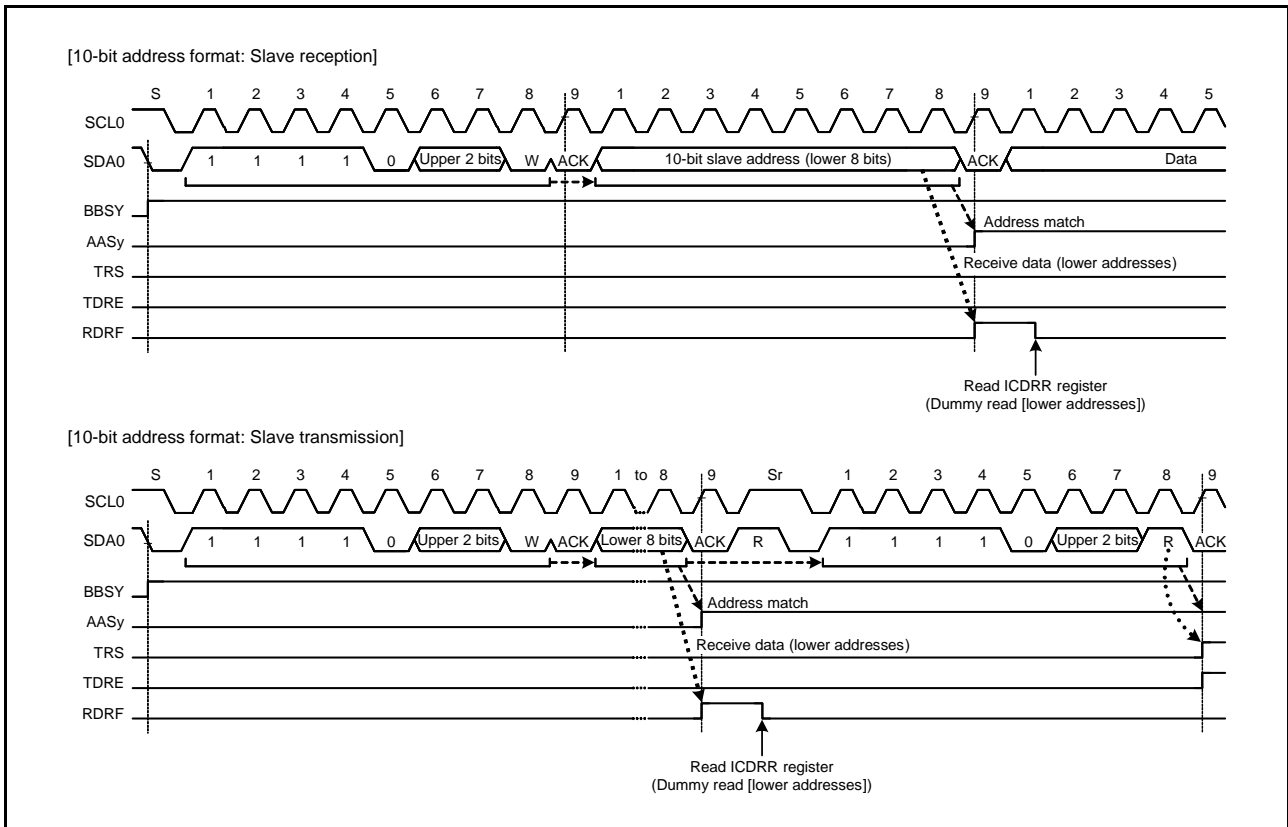 [10-bit address format: Slave reception]
S 1 2 3 4 5 6 7 8 9 1 2 3 4 5 6 7 8 9 1 2 3 4 5
SCL0
SDA0 1 1 1 1 0 Upper 2 bits W ACK 10-bit slave address (lower 8 bits) ACK Data
BBSY
Address match
AASy
Receive data (lower addresses)
TRS
TDRE
RDRF
Read ICDRR register
(Dummy read [lower addresses])
[10-bit address format: Slave transmission]
S 1 2 3 4 5 6 7 8 9 1 to 8 9 Sr 1 2 3 4 5 6 7 8 9
SCL0
SDA0 1 1 1 1 0 Upper 2 bits W ACK Lower 8 bits ACK R 1 1 1 1 0 Upper 2 bits R ACK
BBSY
Address match
AASy
Receive data (lower addresses)
TRS
TDRE
RDRF
Read ICDRR register
(Dummy read [lower addresses])